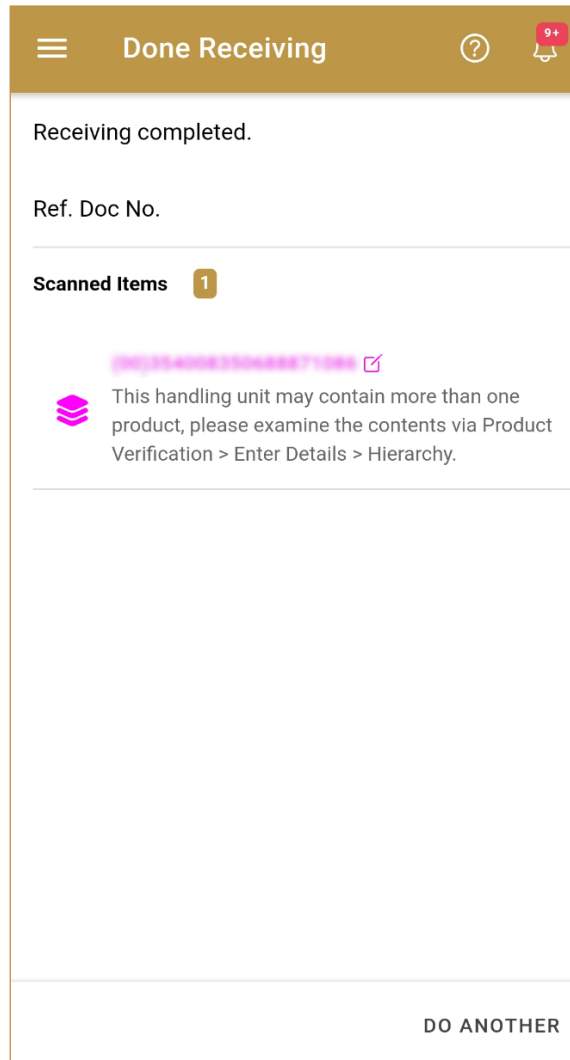 Done Receiving
9+
Receiving completed.
Ref. Doc No.
Scanned Items 1
This handling unit may contain more than one
product, please examine the contents via Product
Verification > Enter Details > Hierarchy.
DO ANOTHER